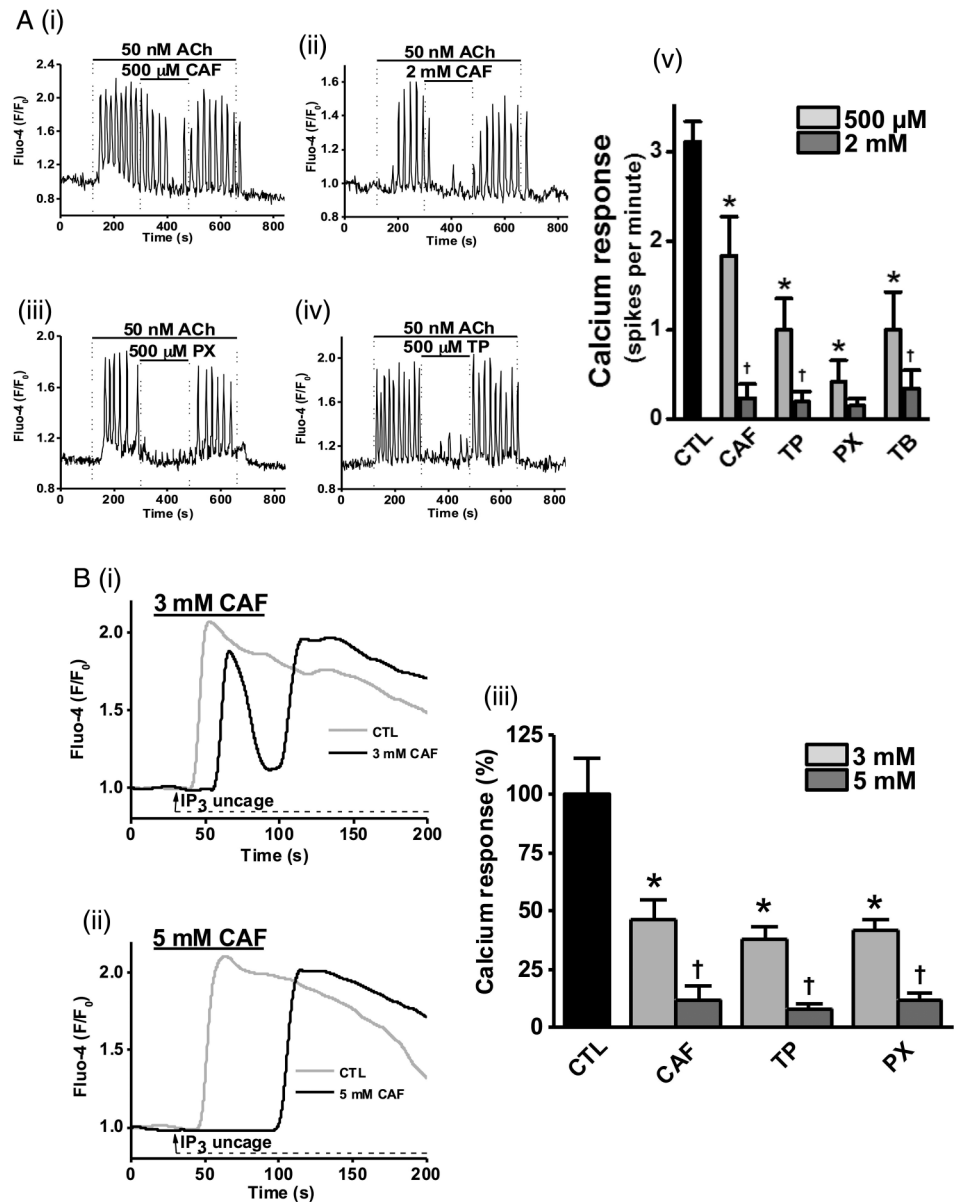 A (i)
50 nM ACh
500 µM CAF
Fluo-4 (F/F0)
2.4
2.0
1.6
1.2
0.8
0 200 400 600 800
Time (s)
(ii)
50 nM ACh
2 mM CAF
Fluo-4 (F/F0)
1.6
1.4
1.2
1.0
0.8
0 200 400 600 800
Time (s)
(iii)
50 nM ACh
500 µM PX
Fluo-4 (F/F0)
2.0
1.6
1.2
0.8
0 200 400 600 800
Time (s)
(iv)
50 nM ACh
500 µM TP
Fluo-4 (F/F0)
2.0
1.6
1.2
0.8
0 200 400 600 800
Time (s)
(v)
500 µM
2 mM
Calcium response
(spikes per minute)
3
2
1
0
* † * † * * †
CTL CAF TP PX TB
B (i)
3 mM CAF
Fluo-4 (F/F0)
2.0
1.5
1.0
CTL
3 mM CAF
IP3 uncage
0 50 100 150 200
Time (s)
(ii)
5 mM CAF
Fluo-4 (F/F0)
2.0
1.5
1.0
CTL
5 mM CAF
IP3 uncage
0 50 100 150 200
Time (s)
(iii)
3 mM
5 mM
Calcium response (%)
125
100
75
50
25
0
* † * † * †
CTL CAF TP PX